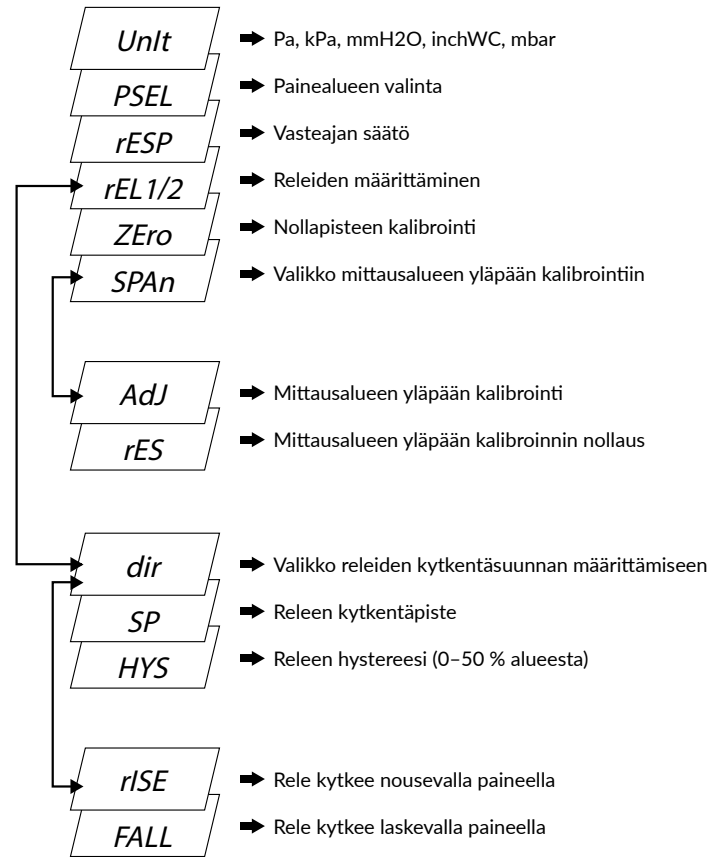 UnIt Pa, kPa, mmH2O, inchWC, mbar
PSEL Painealueen valinta
rESP Vasteajan säätö
rEL1/2 Releiden määrittäminen
ZEro Nollapisteen kalibrointi
SPAn Valikko mittausalueen yläpään kalibrointiin
AdJ Mittausalueen yläpään kalibrointi
rES Mittausalueen yläpään kalibroinnin nollaus
dir Valikko releiden kytkentäsuunnan määrittämiseen
SP Releen kytkentäpiste
HYS Releen hystereesi (0–50 % alueesta)
rISE Rele kytkee nousevalla paineella
FALL Rele kytkee laskevalla paineella